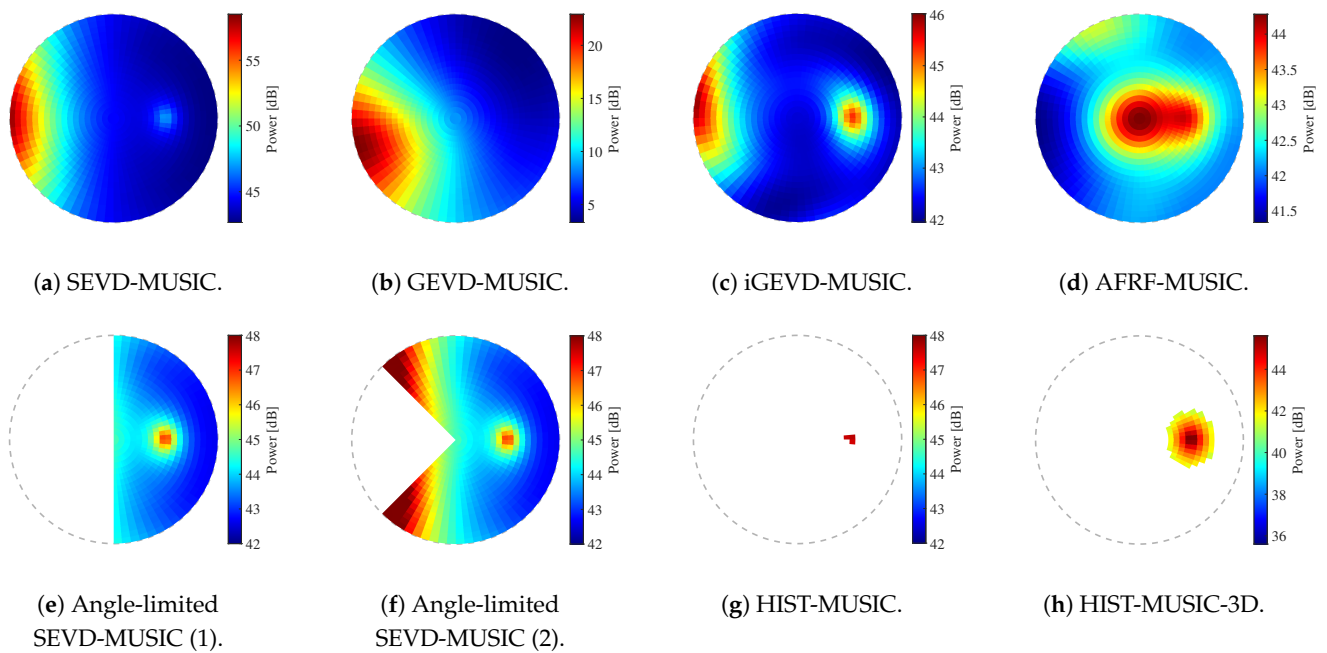 55
50
45
Power [dB]
20
15
10
5
Power [dB]
46
45
44
43
42
Power [dB]
44
43.5
43
42.5
42
41.5
Power [dB]
(a) SEVD-MUSIC.
(b) GEVD-MUSIC.
(c) iGEVD-MUSIC.
(d) AFRF-MUSIC.
48
47
46
45
44
43
42
Power [dB]
48
47
46
45
44
43
42
Power [dB]
48
47
46
45
44
43
42
Power [dB]
44
42
40
38
36
Power [dB]
(e) Angle-limited
SEVD-MUSIC (1).
(f) Angle-limited
SEVD-MUSIC (2).
(g) HIST-MUSIC.
(h) HIST-MUSIC-3D.